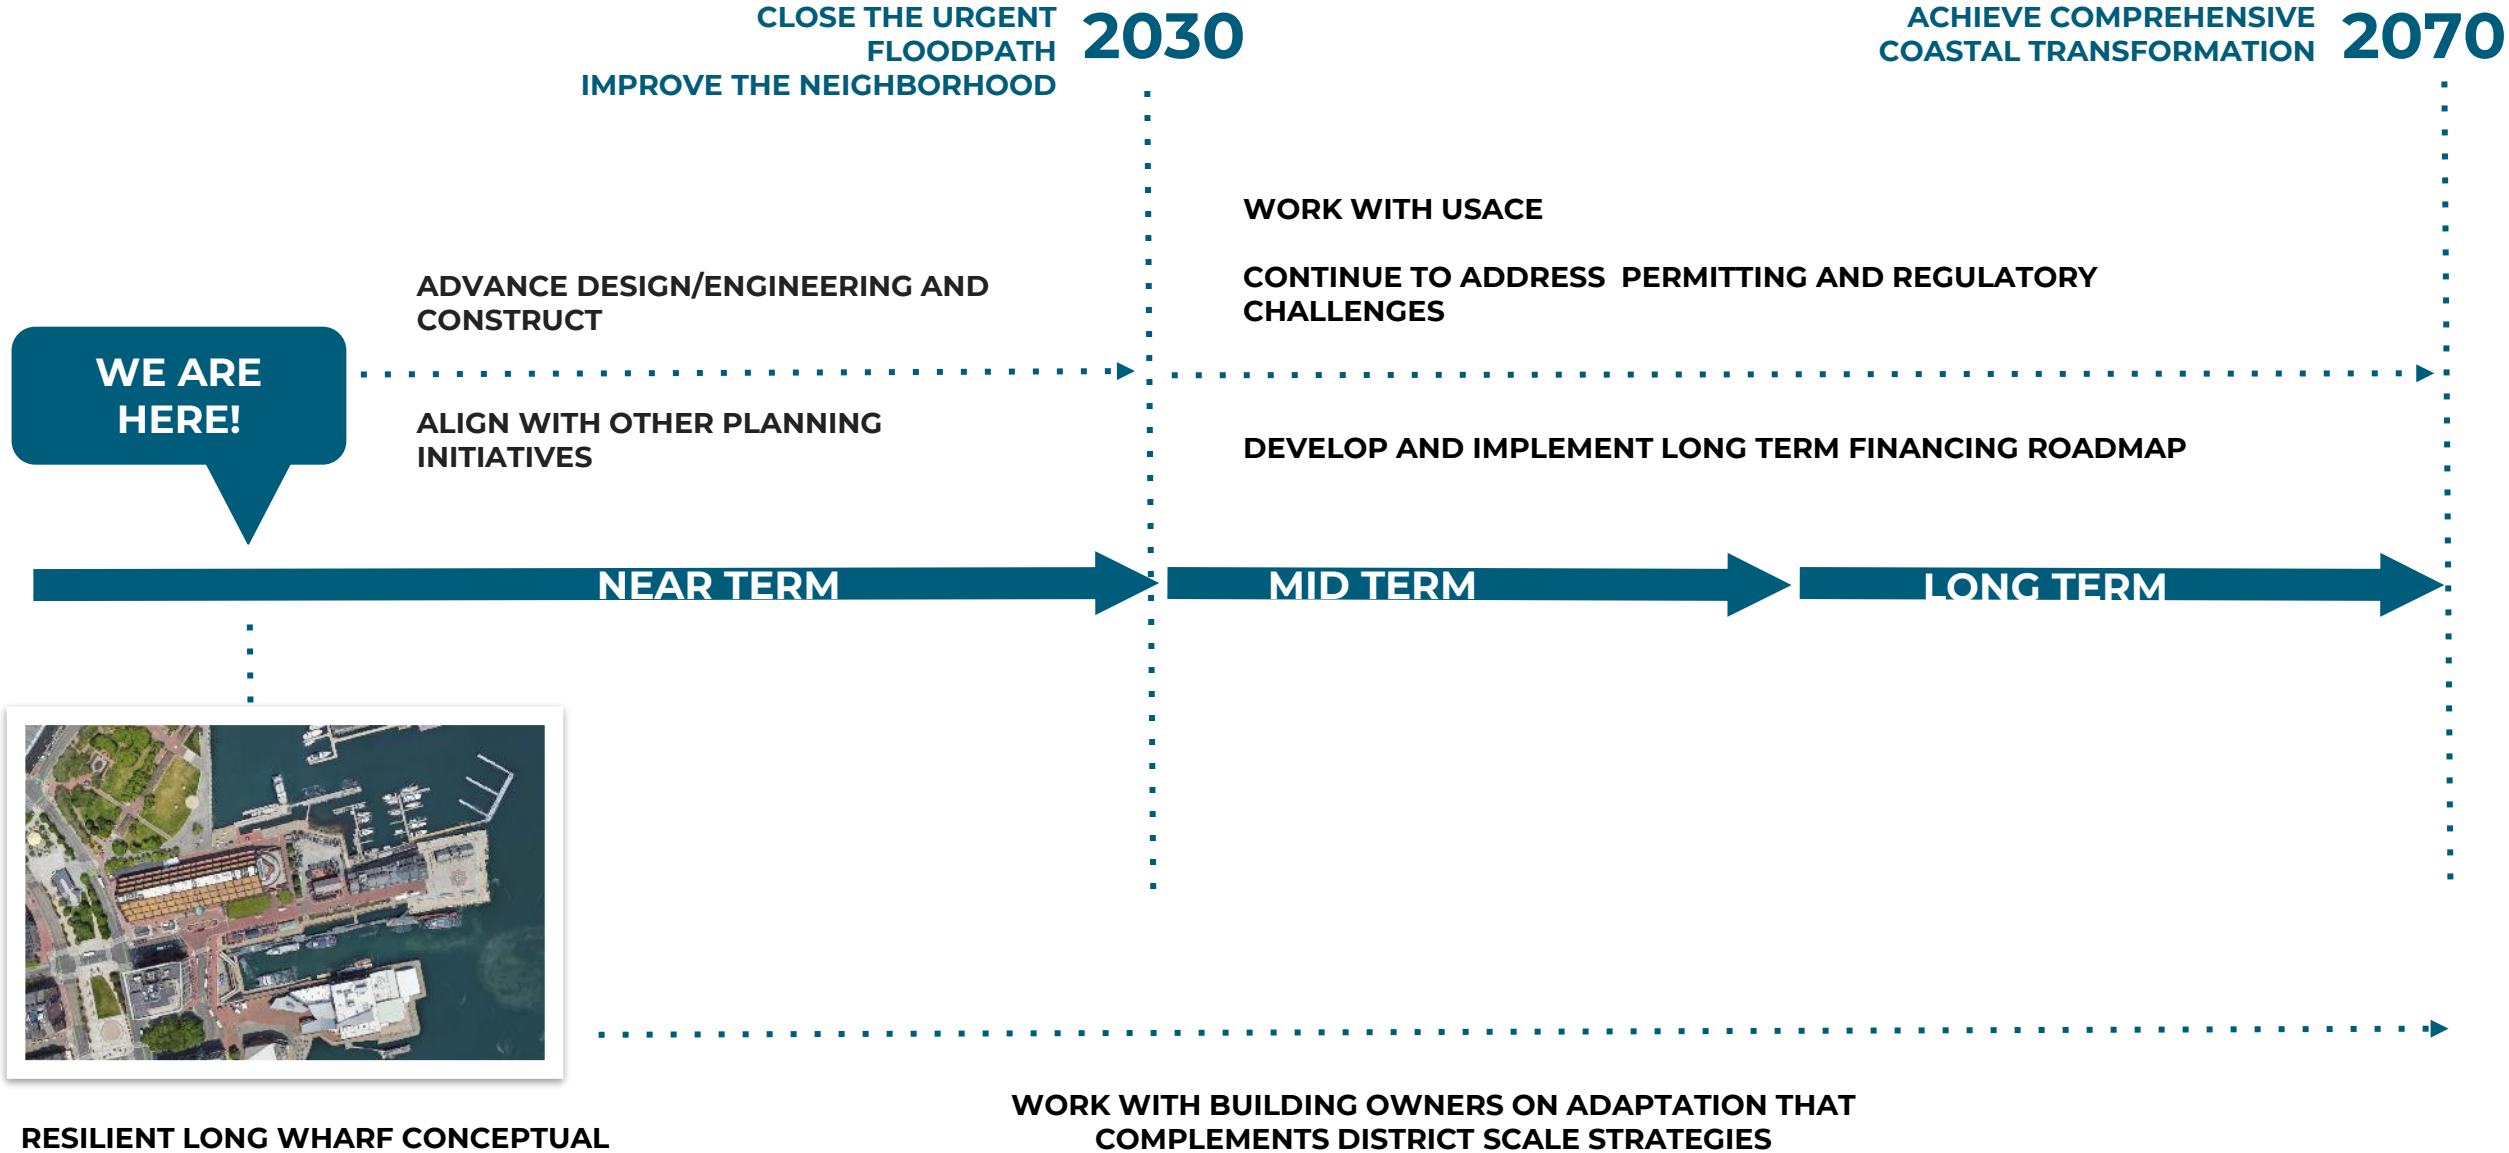 CLOSE THE URGENT
FLOODPATH
IMPROVE THE NEIGHBORHOOD
2030
ACHIEVE COMPREHENSIVE
COASTAL TRANSFORMATION
2070
WORK WITH USACE
CONTINUE TO ADDRESS PERMITTING AND REGULATORY
CHALLENGES
ADVANCE DESIGN/ENGINEERING AND
CONSTRUCT
WE ARE
HERE!
ALIGN WITH OTHER PLANNING
INITIATIVES
DEVELOP AND IMPLEMENT LONG TERM FINANCING ROADMAP
NEAR TERM
MID TERM
LONG TERM
WORK WITH BUILDING OWNERS ON ADAPTATION THAT
COMPLEMENTS DISTRICT SCALE STRATEGIES
RESILIENT LONG WHARF CONCEPTUAL